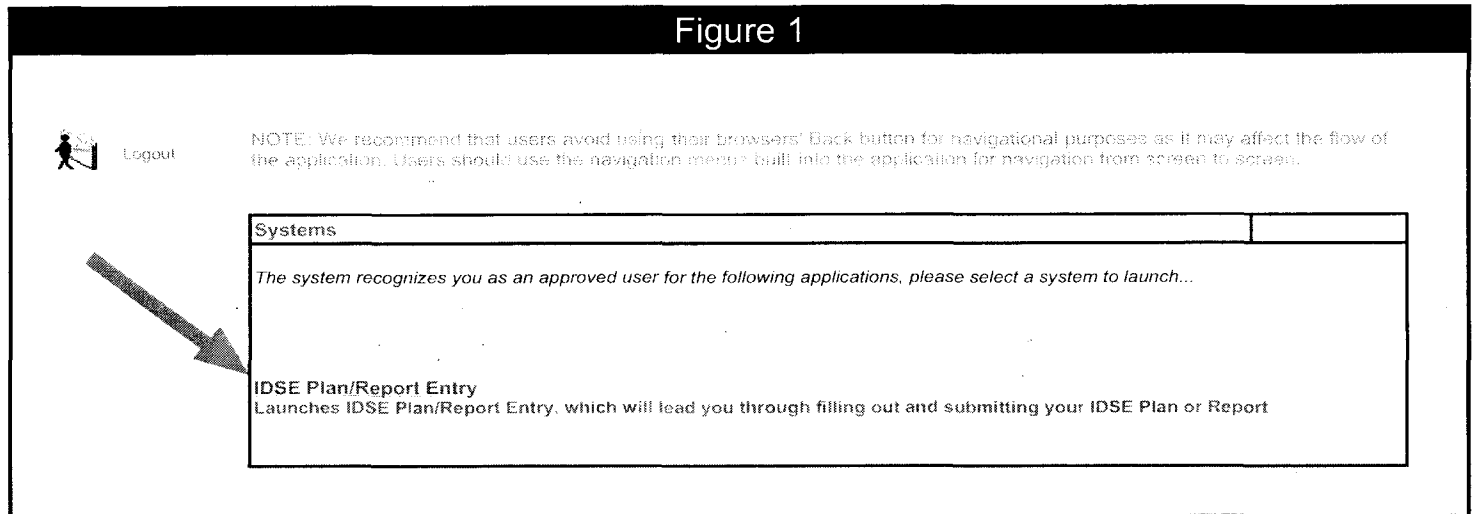 Figure 1
Logout
NOTE: We recommend that users avoid using their browsers' Back button for navigational purposes as it may affect the flow of
the application. Users should use the navigation menus built into the application for navigation from screen to screen.
Systems
The system recognizes you as an approved user for the following applications, please select a system to launch...
IDSE Plan/Report Entry
Launches IDSE Plan/Report Entry, which will lead you through filling out and submitting your IDSE Plan or Report